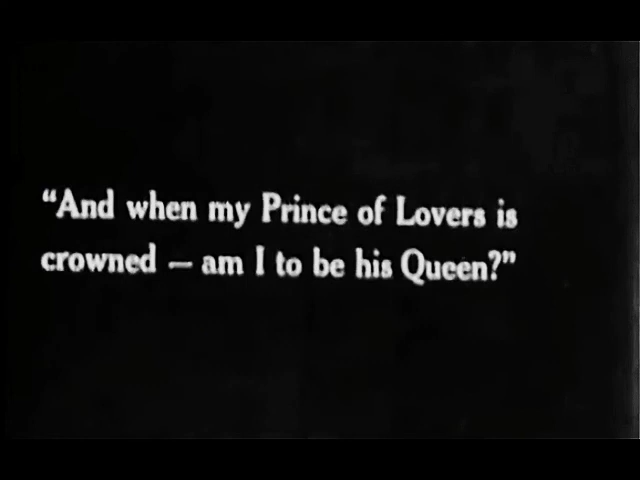 “And when my Prince of Lovers is
crowned — am I to be his Queen?”